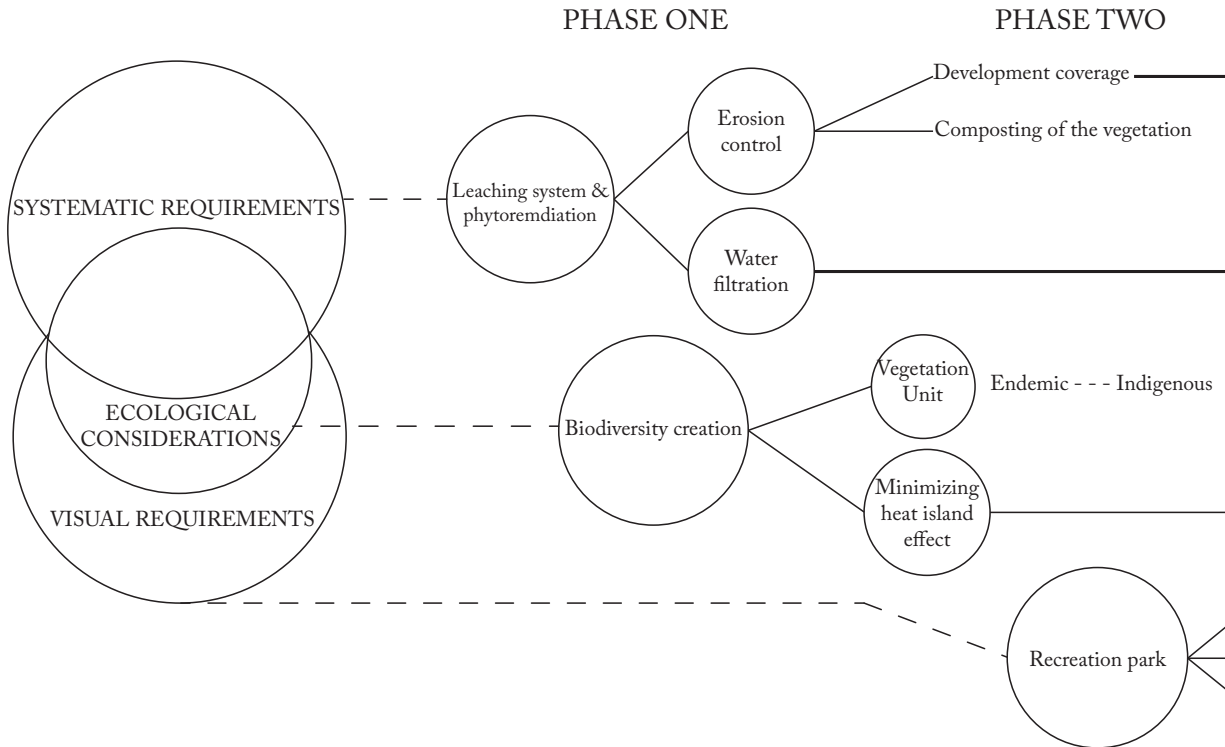 PHASE ONE
PHASE TWO
Development coverage
Erosion
control
Composting of the vegetation
SYSTEMATIC REQUIREMENTS
Leaching system &
phytoremdiation
Water
filtration
ECOLOGICAL
CONSIDERATIONS
Biodiversity creation
Vegetation
Unit
Endemic - - - Indigenous
Minimizing
heat island
effect
VISUAL REQUIREMENTS
Recreation park